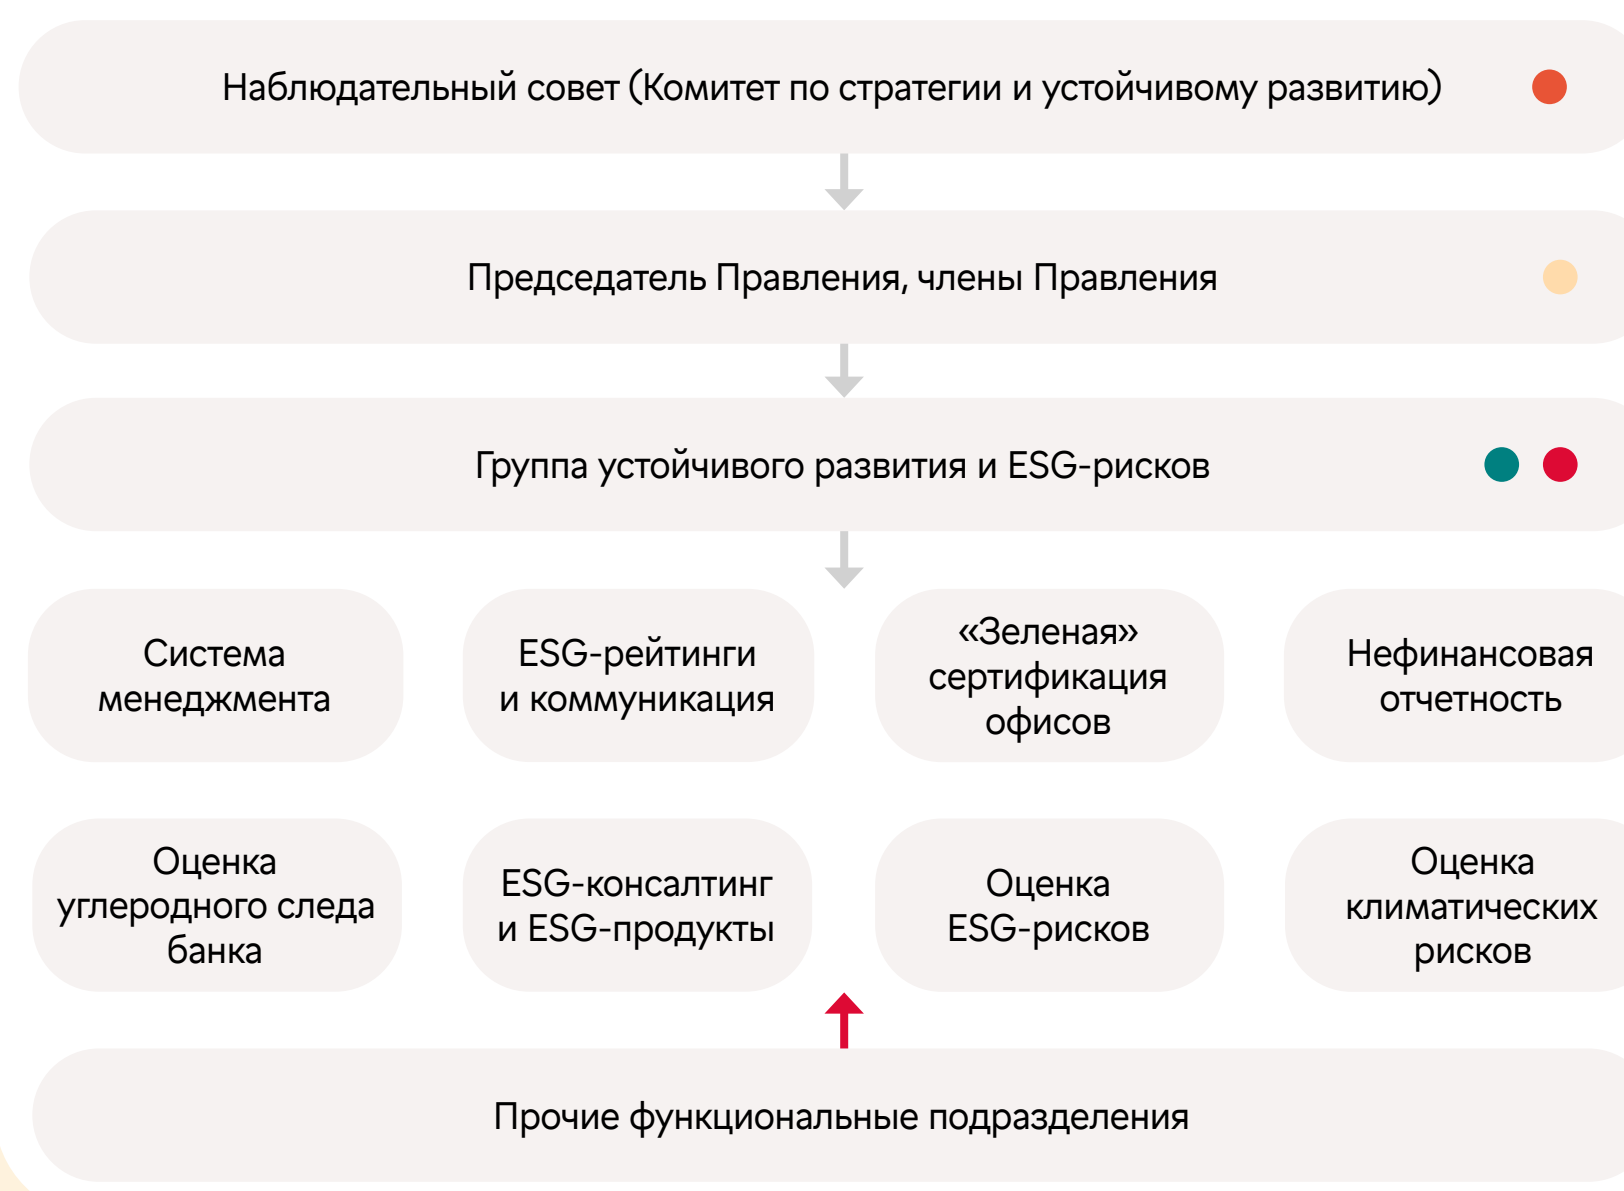 Наблюдательный совет (Комитет по стратегии и устойчивому развитию)
Председатель Правления, члены Правления
Группа устойчивого развития и ESG-рисков
Система
менеджмента
ESG-рейтинги
и коммуникация
«Зеленая»
сертификация
офисов
Нефинансовая
отчетность
Оценка
углеродного следа
банка
ESG-консалтинг
и ESG-продукты
Оценка
ESG-рисков
Оценка
климатических
рисков
Прочие функциональные подразделения